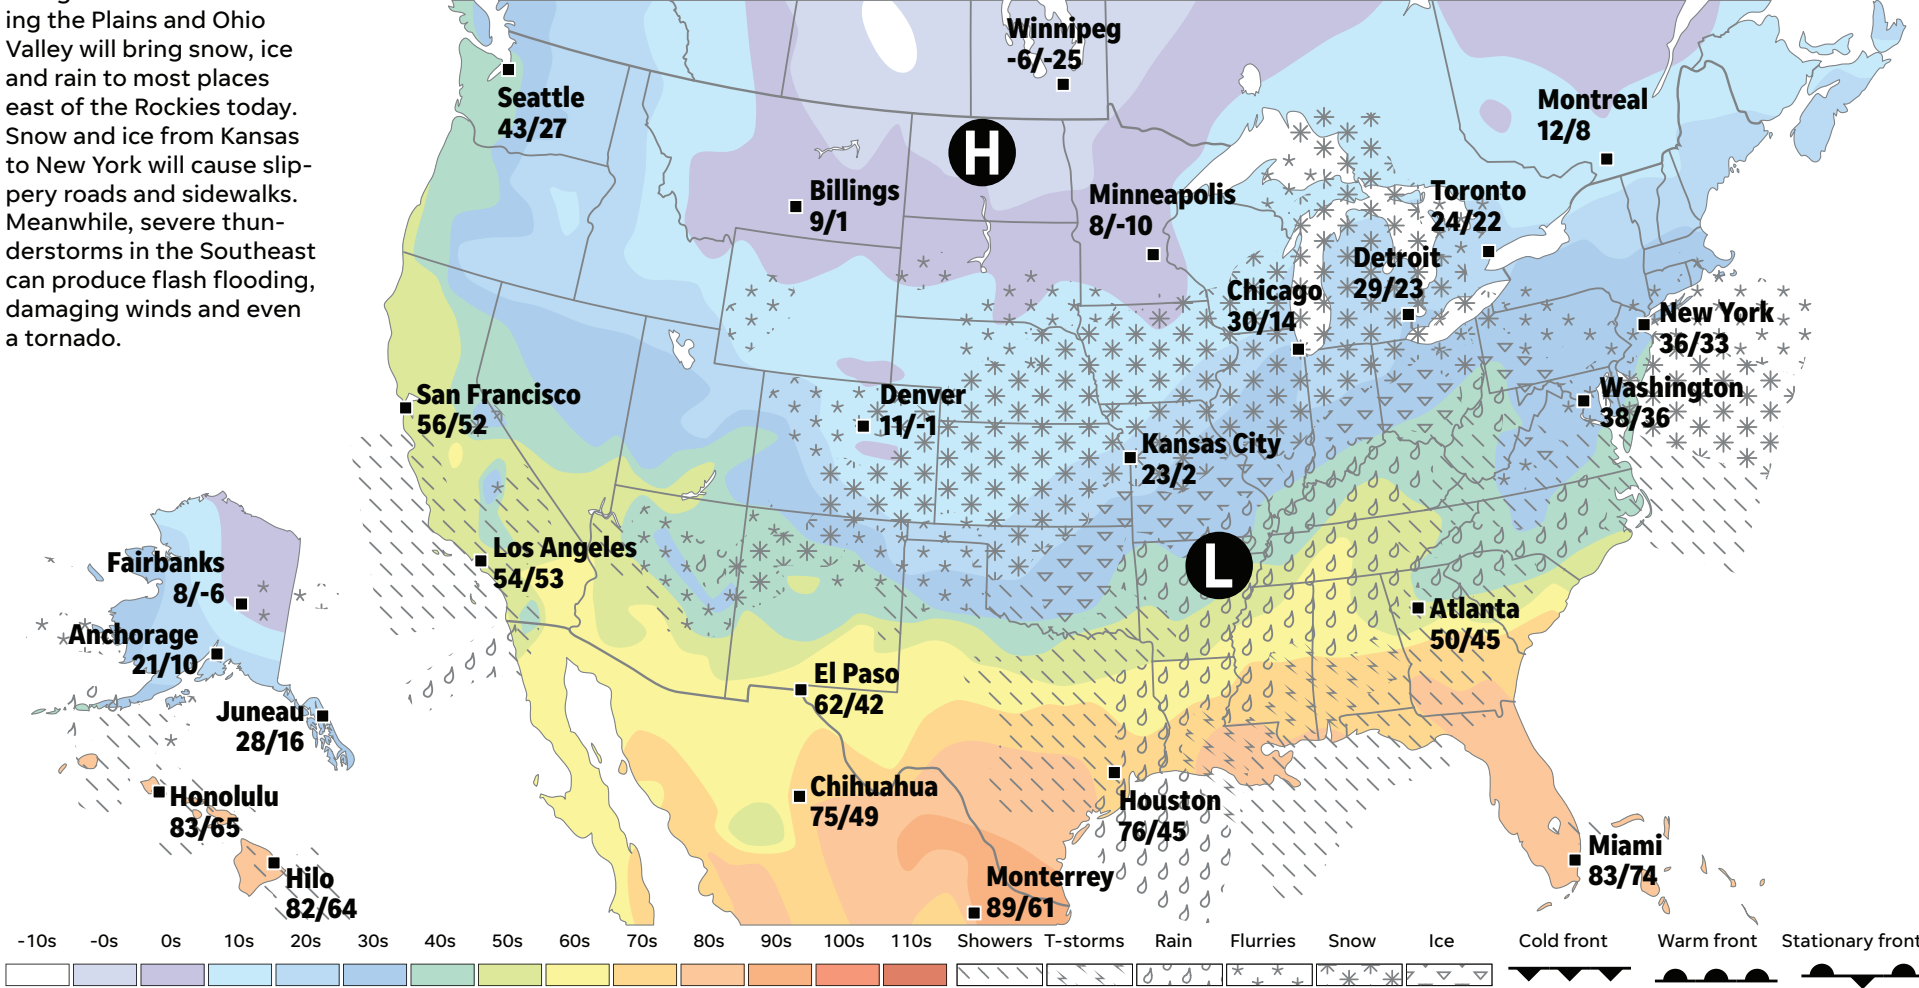 ing the Plains and Ohio
Valley will bring snow, ice
and rain to most places
east of the Rockies today.
Snow and ice from Kansas
to New York will cause slip-
pery roads and sidewalks.
Meanwhile, severe thun-
derstorms in the Southeast
can produce flash flooding,
damaging winds and even
a tornado.
Winnipeg
-6/-25
Seattle
43/27
Montreal
12/8
H
Billings
9/1
Minneapolis
8/-10
Toronto
24/22
Detroit
29/23
Chicago
30/14
New York
36/33
San Francisco
56/52
Denver
11/-1
Washington
38/36
Kansas City
23/2
Los Angeles
54/53
L
Fairbanks
8/-6
Atlanta
50/45
Anchorage
21/10
El Paso
62/42
Juneau
28/16
Chihuahua
75/49
Honolulu
83/65
Houston
76/45
Miami
83/74
Hilo
82/64
Monterrey
89/61
-10s -0s 0s 10s 20s 30s 40s 50s 60s 70s 80s 90s 100s 110s Showers T-storms Rain Flurries Snow Ice Cold front Warm front Stationary front